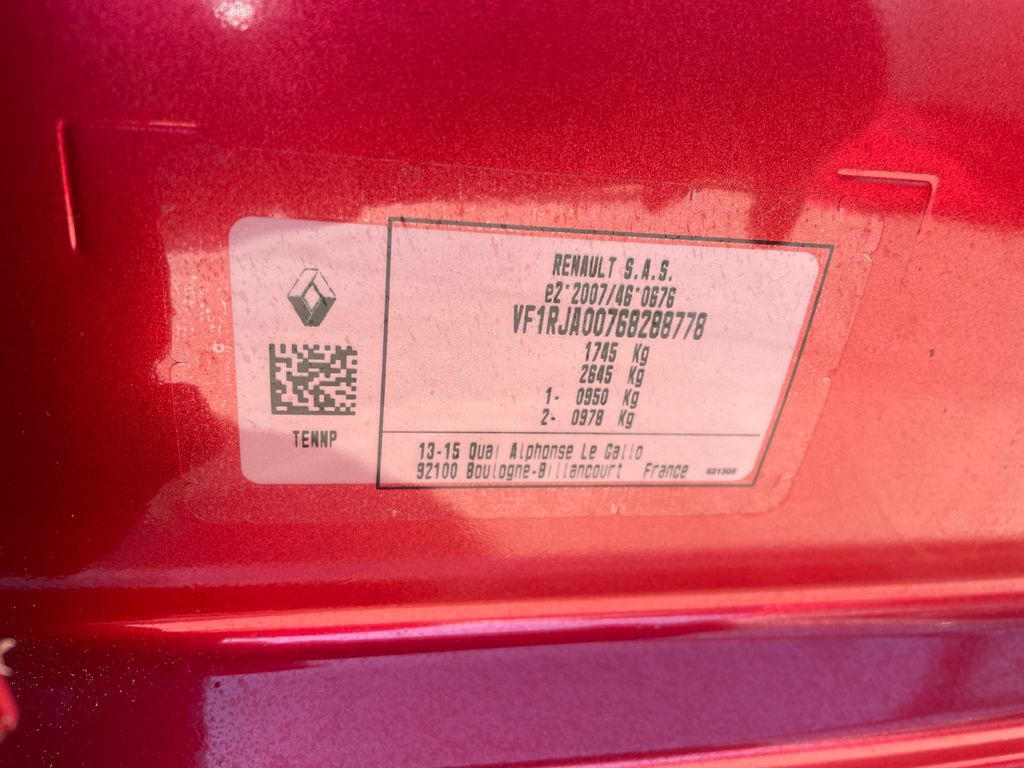 RENAULT S.A.S.
e2*2007/46*0676
VF1RJA00768288778
1745 Kg
2645 Kg
1- 0950 Kg
2- 0978 Kg
TENNP
13-15 Quai Alphonse Le Gallo
92100 Boulogne-Billancourt France 621305